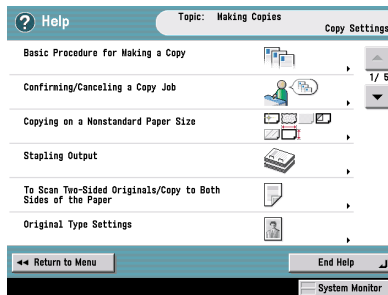 ? Help
Topic: Making Copies
Copy Settings
Basic Procedure for Making a Copy
1/ 5
Confirming/Canceling a Copy Job
Copying on a Nonstandard Paper Size
Stapling Output
To Scan Two-Sided Originals/Copy to Both
Sides of the Paper
Original Type Settings
Return to Menu
End Help
System Monitor